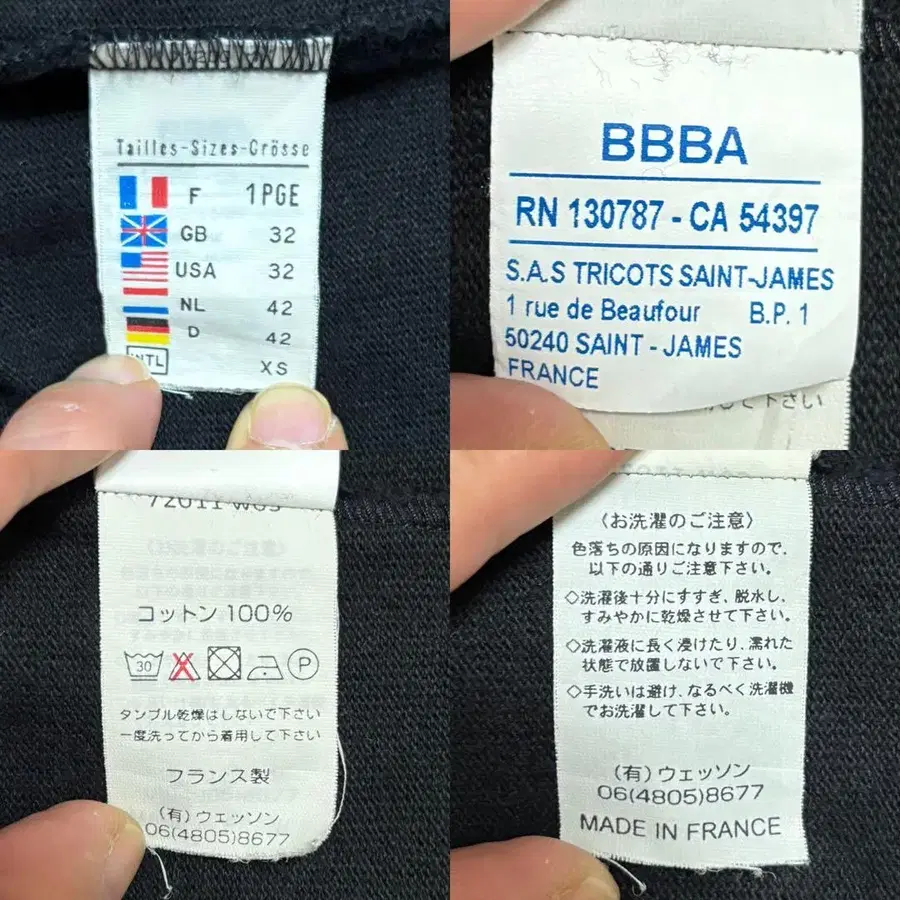 Tailles-Sizes-Grösse
F 1PGE
GB 32
USA 32
NL 42
D 42
INTL XS
BBBA
RN 130787 - CA 54397
S.A.S TRICOTS SAINT-JAMES
1 rue de Beaufour B.P. 1
50240 SAINT - JAMES
FRANCE
て下さい
コットン 100%
30
P
タンブル乾燥はしないで下さい
一度洗ってから着用して下さい
フランス製
(有) ウェッソン
06(4805)8677
〈お洗濯のご注意〉
色落ちの原因になりますので、
以下の通りご注意下さい。
◇洗濯後十分にすすぎ、脱水し、
すみやかに乾燥させて下さい。
◇洗濯液に長く浸けたり、濡れた
状態で放置しないで下さい。
◇手洗いは避け、なるべく洗濯機
でお洗濯して下さい。
(有) ウェッソン
06(4805)8677
MADE IN FRANCE